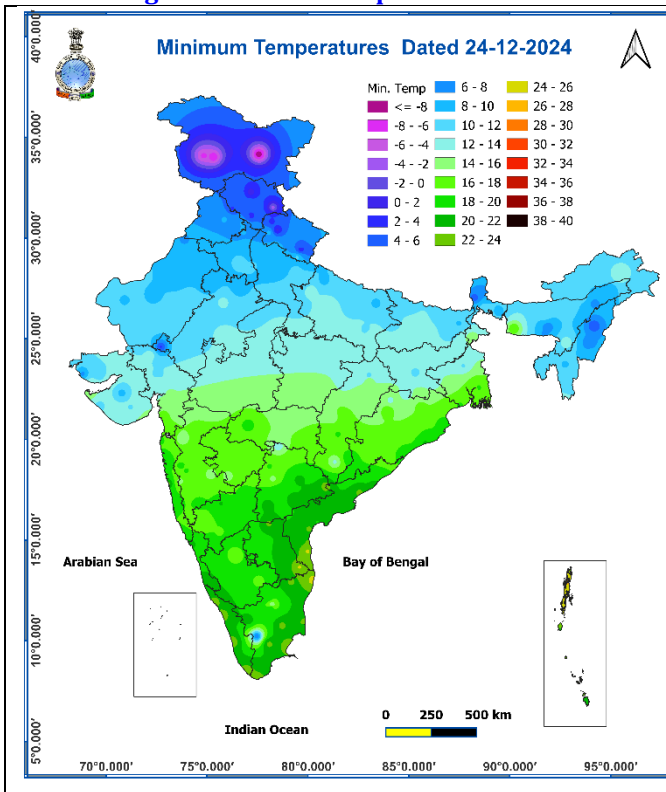 Minimum Temperatures Dated 24-12-2024
Min. Temp
<= -8
-8 - -6
-6 - -4
-4 - -2
-2 - 0
0 - 2
2 - 4
4 - 6
6 - 8
8 - 10
10 - 12
12 - 14
14 - 16
16 - 18
18 - 20
20 - 22
22 - 24
24 - 26
26 - 28
28 - 30
30 - 32
32 - 34
34 - 36
36 - 38
38 - 40
40°0.000'
35°0.000'
30°0.000'
25°0.000'
20°0.000'
15°0.000'
10°0.000'
5°0.000'
Arabian Sea
Bay of Bengal
Indian Ocean
0 250 500 km
70°0.000' 75°0.000' 80°0.000' 85°0.000' 90°0.000' 95°0.000'